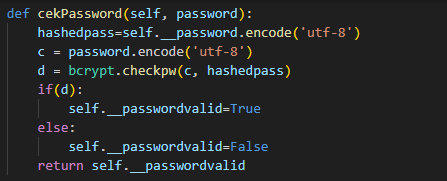 def cekPassword(self, password):
    hashedpass=self.__password.encode('utf-8')
    c = password.encode('utf-8')
    d = bcrypt.checkpw(c, hashedpass)
    if(d):
        self.__passwordvalid=True
    else:
        self.__passwordvalid=False
    return self.__passwordvalid